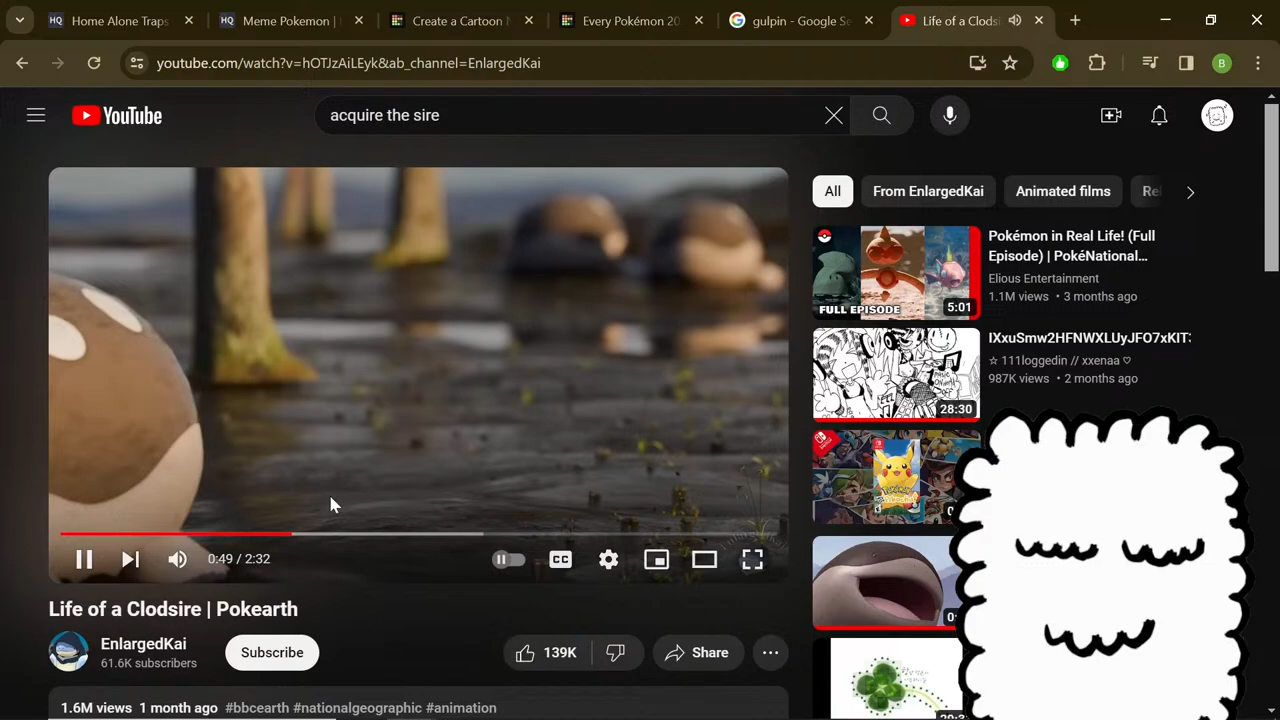 Home Alone Traps
Meme Pokemon |
Create a Cartoon
Every Pokémon 20
gulpin - Google Se
Life of a Clodsi
youtube.com/watch?v=hOTJzAiLEyk&ab_channel=EnlargedKai
B
YouTube
acquire the sire
All
From EnlargedKai
Animated films
Re
FULL EPISODE
5:01
Pokémon in Real Life! (Full
Episode) | PokéNational...
Elious Entertainment
1.1M views • 3 months ago
28:30
IXxuSmw2HFNWXLUyJFO7xKIT
☆ 111loggedin // xxenaa ♡
987K views • 2 months ago
0:49 / 2:32
CC
Life of a Clodsire | Pokearth
EnlargedKai
61.6K subscribers
Subscribe
139K
Share
1.6M views 1 month ago #bbcearth #nationalgeographic #animation